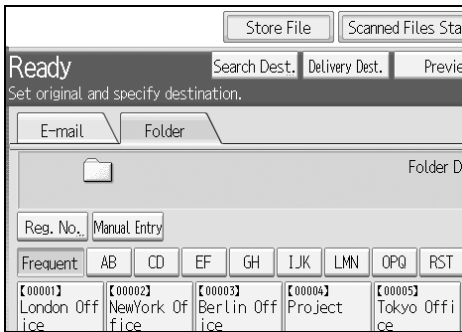 Store File Scanned Files Sta
Ready Search Dest. Delivery Dest. Previe
Set original and specify destination.
E-mail Folder
Folder D
Reg. No. Manual Entry
Frequent AB CD EF GH IJK LMN OPQ RST
【00001】 【00002】 【00003】 【00004】 【00005】
London Off NewYork Of Berlin Off Project Tokyo Offi
ice ffice ice ce